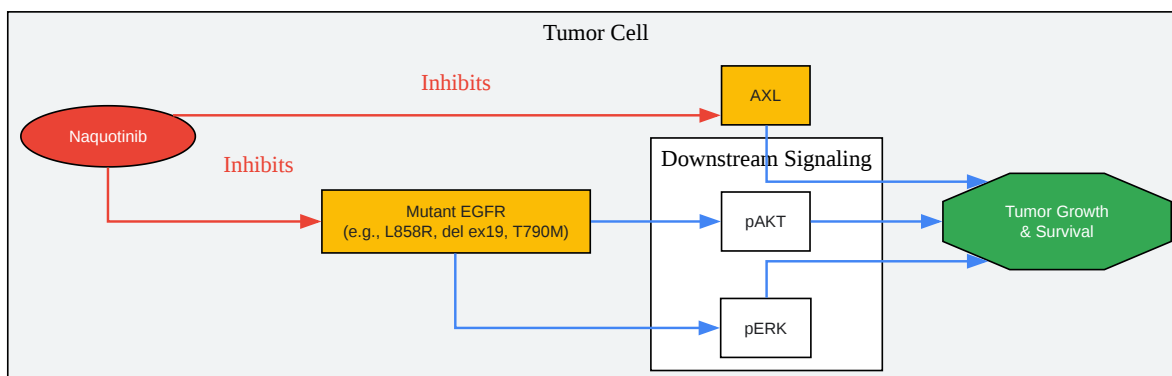 Tumor Cell
Inhibits
AXL
Naquotinib
Inhibits
Downstream Signaling
Mutant EGFR
(e.g., L858R, del ex19, T790M)
pAKT
Tumor Growth
& Survival
pERK